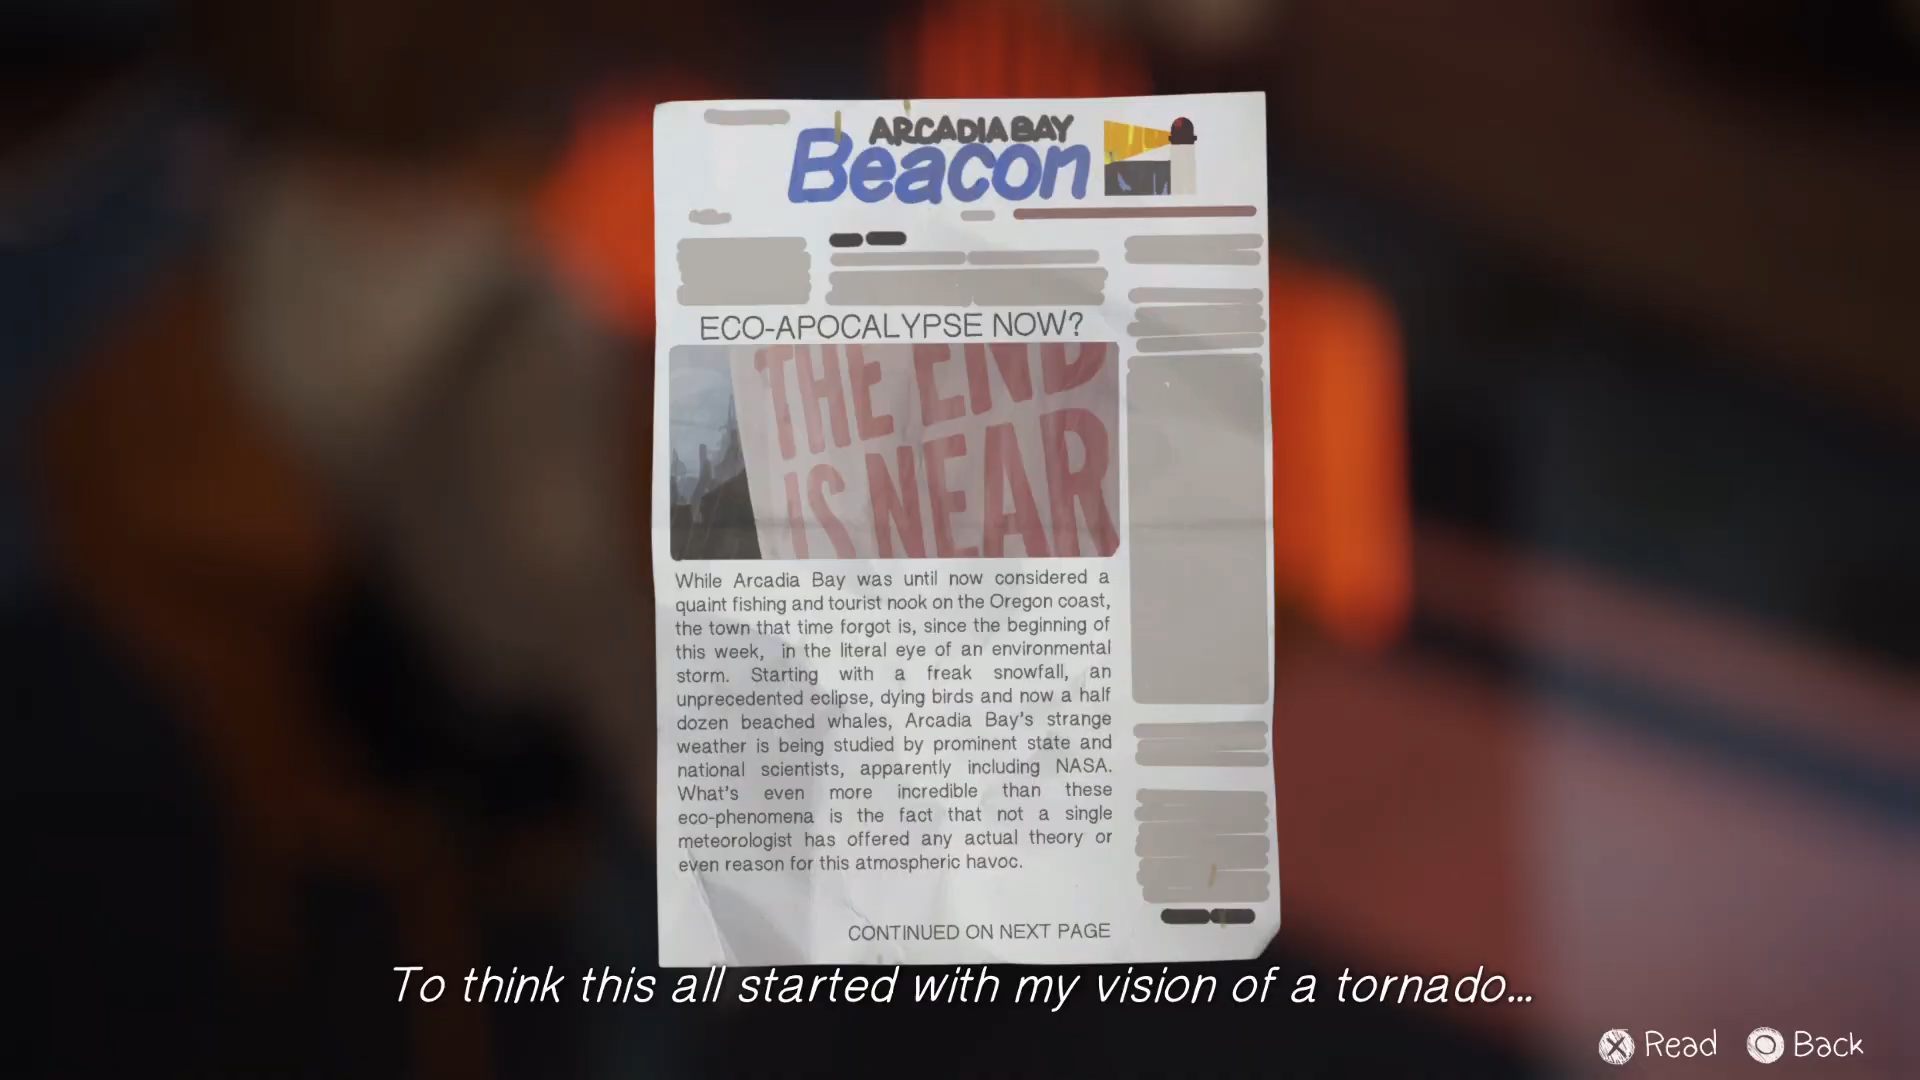 ARCADIA BAY
Beacon
ECO-APOCALYPSE NOW?
THE END
IS NEAR
While Arcadia Bay was until now considered a
quaint fishing and tourist nook on the Oregon coast,
the town that time forgot is, since the beginning of
this week, in the literal eye of an environmental
storm. Starting with a freak snowfall, an
unprecedented eclipse, dying birds and now a half
dozen beached whales, Arcadia Bay's strange
weather is being studied by prominent state and
national scientists, apparently including NASA.
What's even more incredible than these
eco-phenomena is the fact that not a single
meteorologist has offered any actual theory or
even reason for this atmospheric havoc.
CONTINUED ON NEXT PAGE
To think this all started with my vision of a tornado...
Read Back